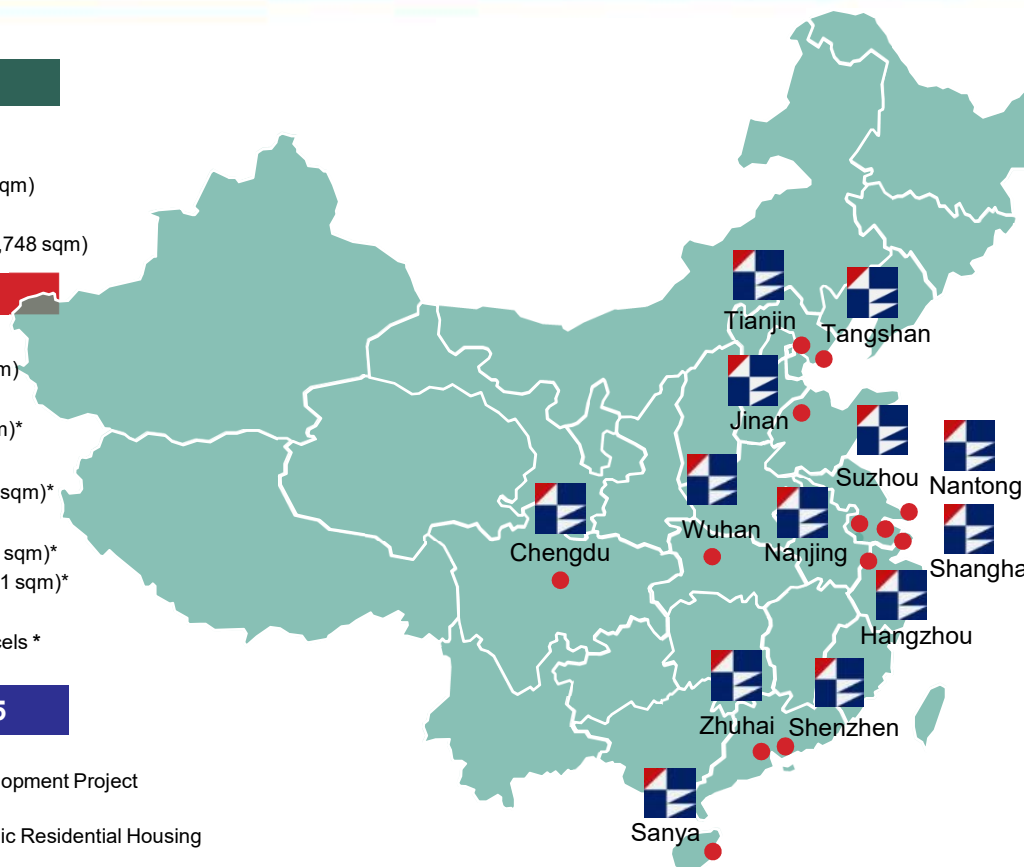 qm)
,748 sqm)
m)
m)*
sqm)*
sqm)*
1 sqm)*
cels *
5
opment Project
ic Residential Housing
Tianjin
Tangshan
Jinan
Suzhou
Nantong
Chengdu
Wuhan
Nanjing
Shangha
Hangzhou
Zhuhai
Shenzhen
Sanya